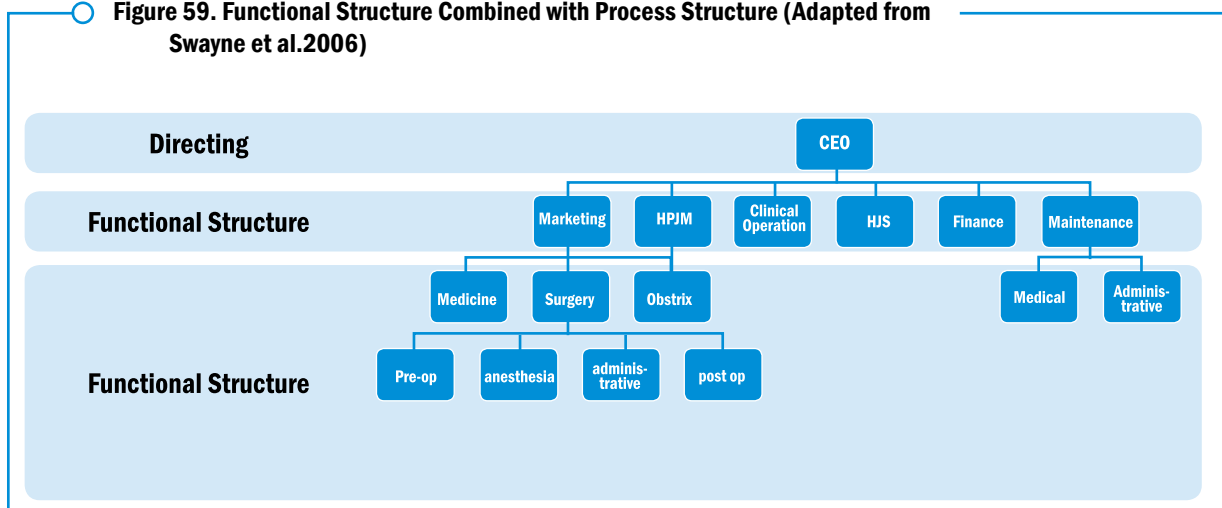 Figure 59. Functional Structure Combined with Process Structure (Adapted from
Swayne et al.2006)
Directing
CEO
Functional Structure
Marketing
HPJM
Clinical
Operation
HJS
Finance
Maintenance
Medicine
Surgery
Obstrix
Medical
Adminis-
trative
Functional Structure
Pre-op
anesthesia
adminis-
trative
post op